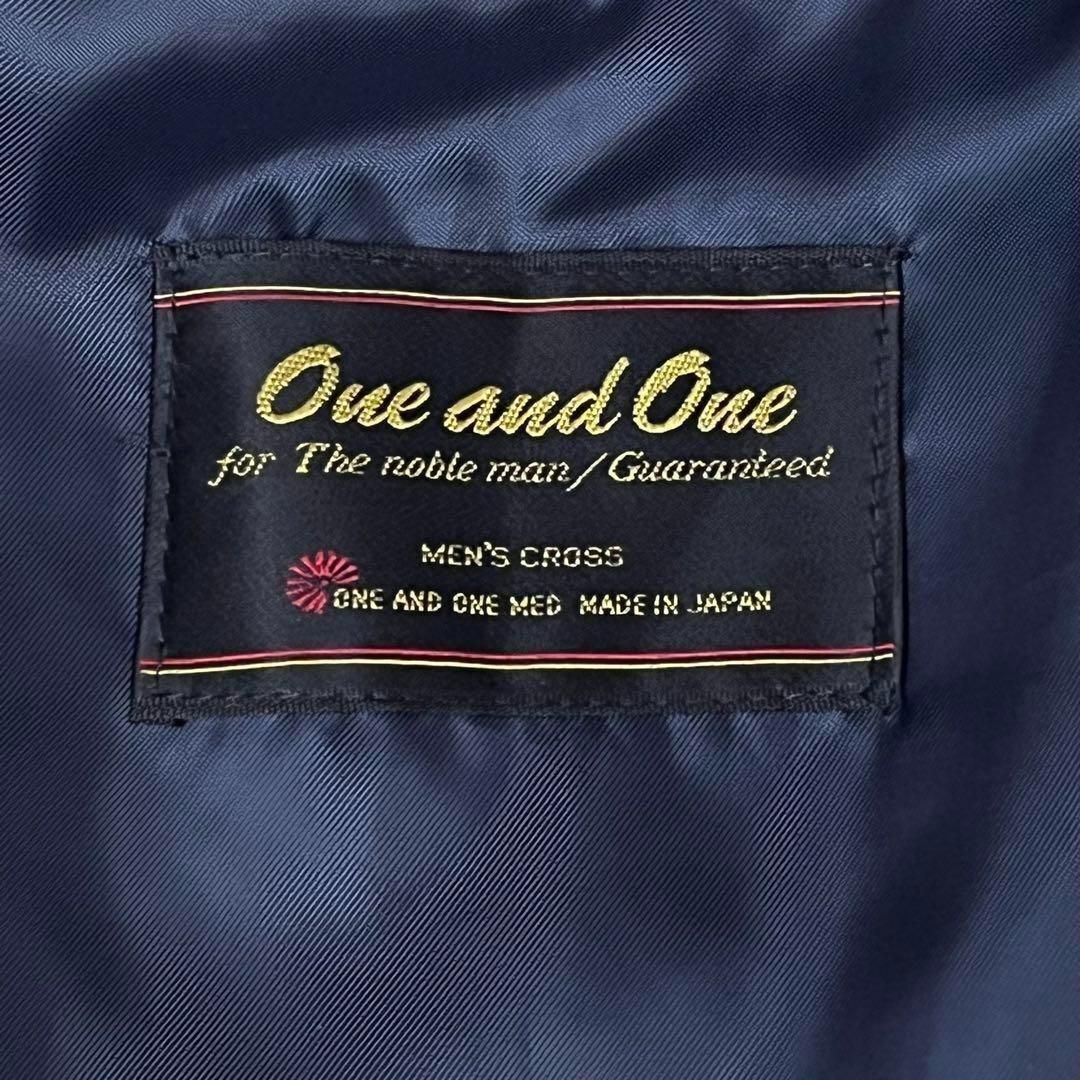 One and One
for The noble man/Guaranteed
MEN'S CROSS
ONE AND ONE MED MADE IN JAPAN